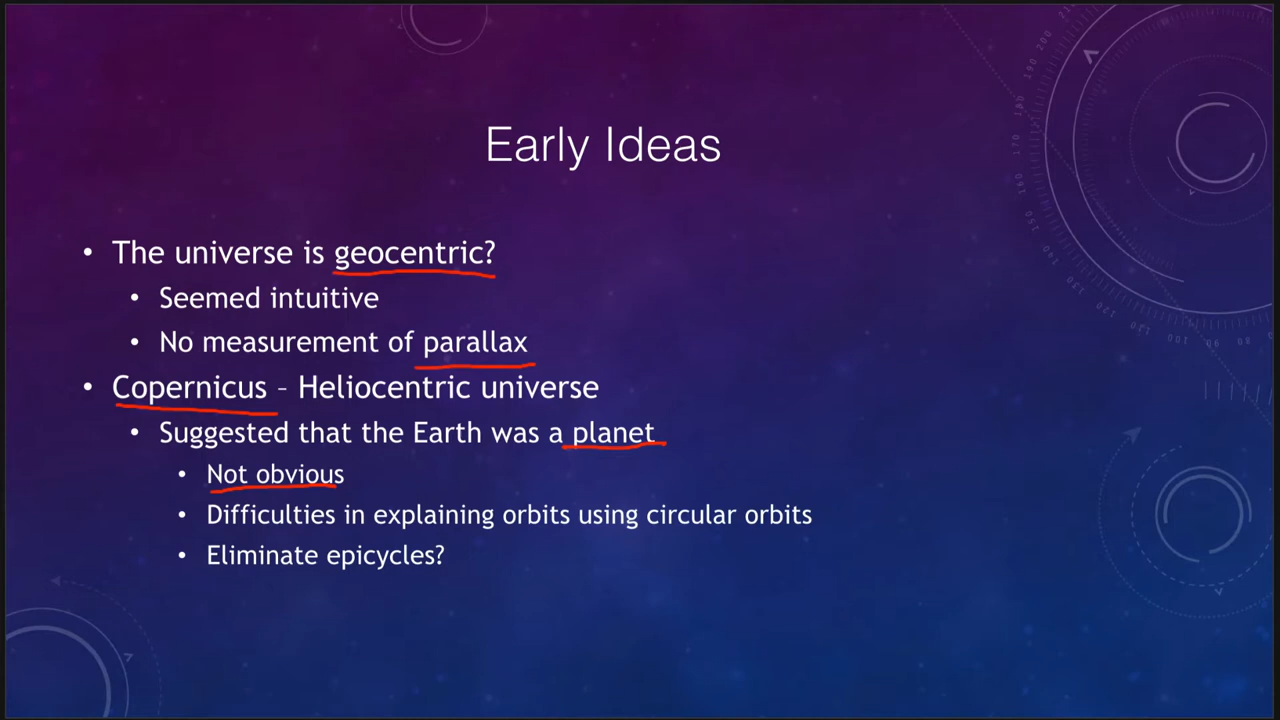 Early Ideas
• The universe is geocentric?
• Seemed intuitive
• No measurement of parallax
• Copernicus – Heliocentric universe
• Suggested that the Earth was a planet
• Not obvious
• Difficulties in explaining orbits using circular orbits
• Eliminate epicycles?